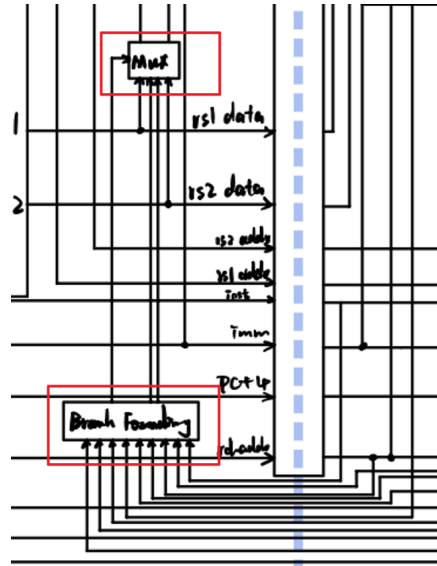 Mux
1
rs1 data
2
rs2 data
rs2 addr
rs1 addr
inst
imm
PC+4
Branch Forwarding
rd addr